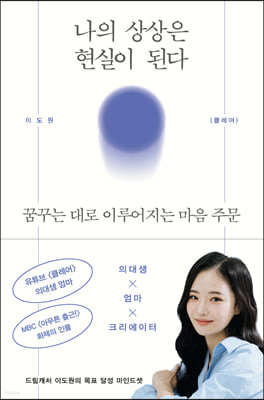 나의 상상은
현실이 된다
이 도 원
(클레어)
꿈꾸는 대로 이루어지는 마음 주문
유튜브 〈클레어〉
의대생 엄마
MBC 〈아무튼 출근!〉
화제의 인물
의대생
×
엄마
×
크리에이터
드림캐처 이도원의 목표 달성 마인드셋